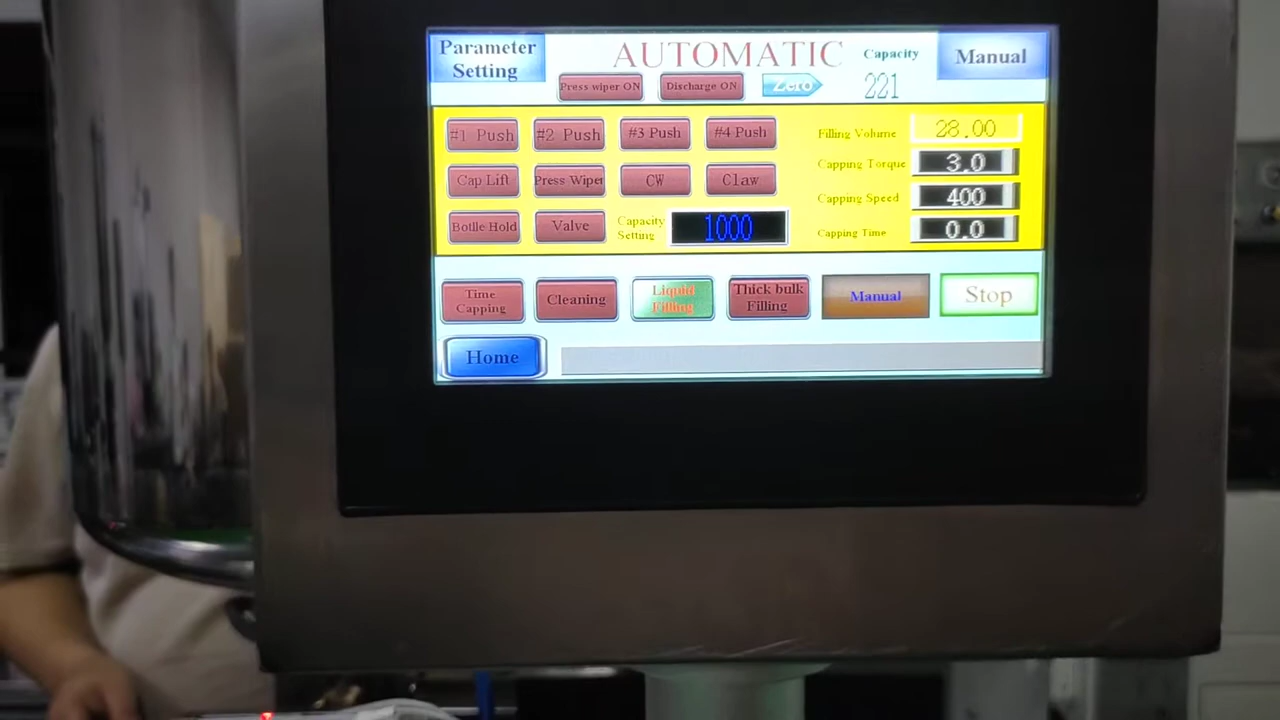 Parameter
Setting
AUTOMATIC
Capacity
221
Manual
Press wiper ON
Discharge ON
Zero
#1 Push
#2 Push
#3 Push
#4 Push
Filling Volume
28.00
Cap Lift
Press Wiper
CW
Claw
Capping Torque
3.0
Capping Speed
400
Botlle Hold
Valve
Capacity
Setting
1000
Capping Time
0.0
Time
Capping
Cleaning
Liquid
Filling
Thick bulk
Filling
Manual
Stop
Home